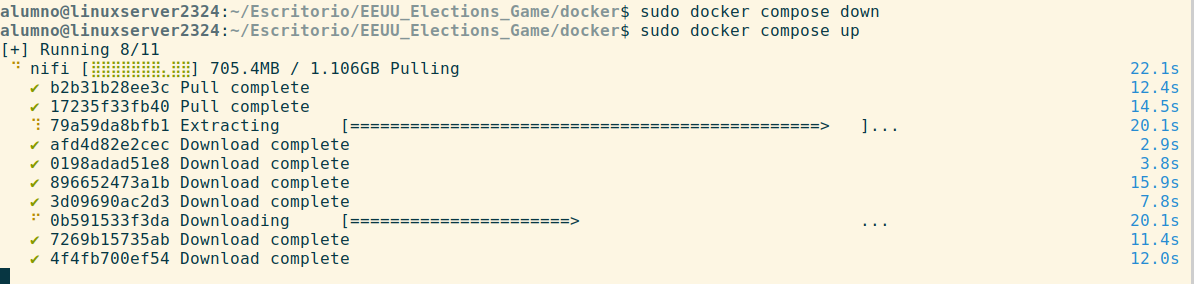 alumno@linuxserver2324:~/Escritorio/EEUU_Elections_Game/docker$ sudo docker compose down
alumno@linuxserver2324:~/Escritorio/EEUU_Elections_Game/docker$ sudo docker compose up
[+] Running 8/11
⠋ nifi [⣿⣿⣿⣿⣿⣿⣿⣀⣿⣿] 705.4MB / 1.106GB Pulling 22.1s
✔ b2b31b28ee3c Pull complete 12.4s
✔ 17235f33fb40 Pull complete 14.5s
⠹ 79a59da8bfb1 Extracting [===============================================>   ]... 20.1s
✔ afd4d82e2cec Download complete 2.9s
✔ 0198adad51e8 Download complete 3.8s
✔ 896652473a1b Download complete 15.9s
✔ 3d09690ac2d3 Download complete 7.8s
⠋ 0b591533f3da Downloading [======================>                            ... 20.1s
✔ 7269b15735ab Download complete 11.4s
✔ 4f4fb700ef54 Download complete 12.0s